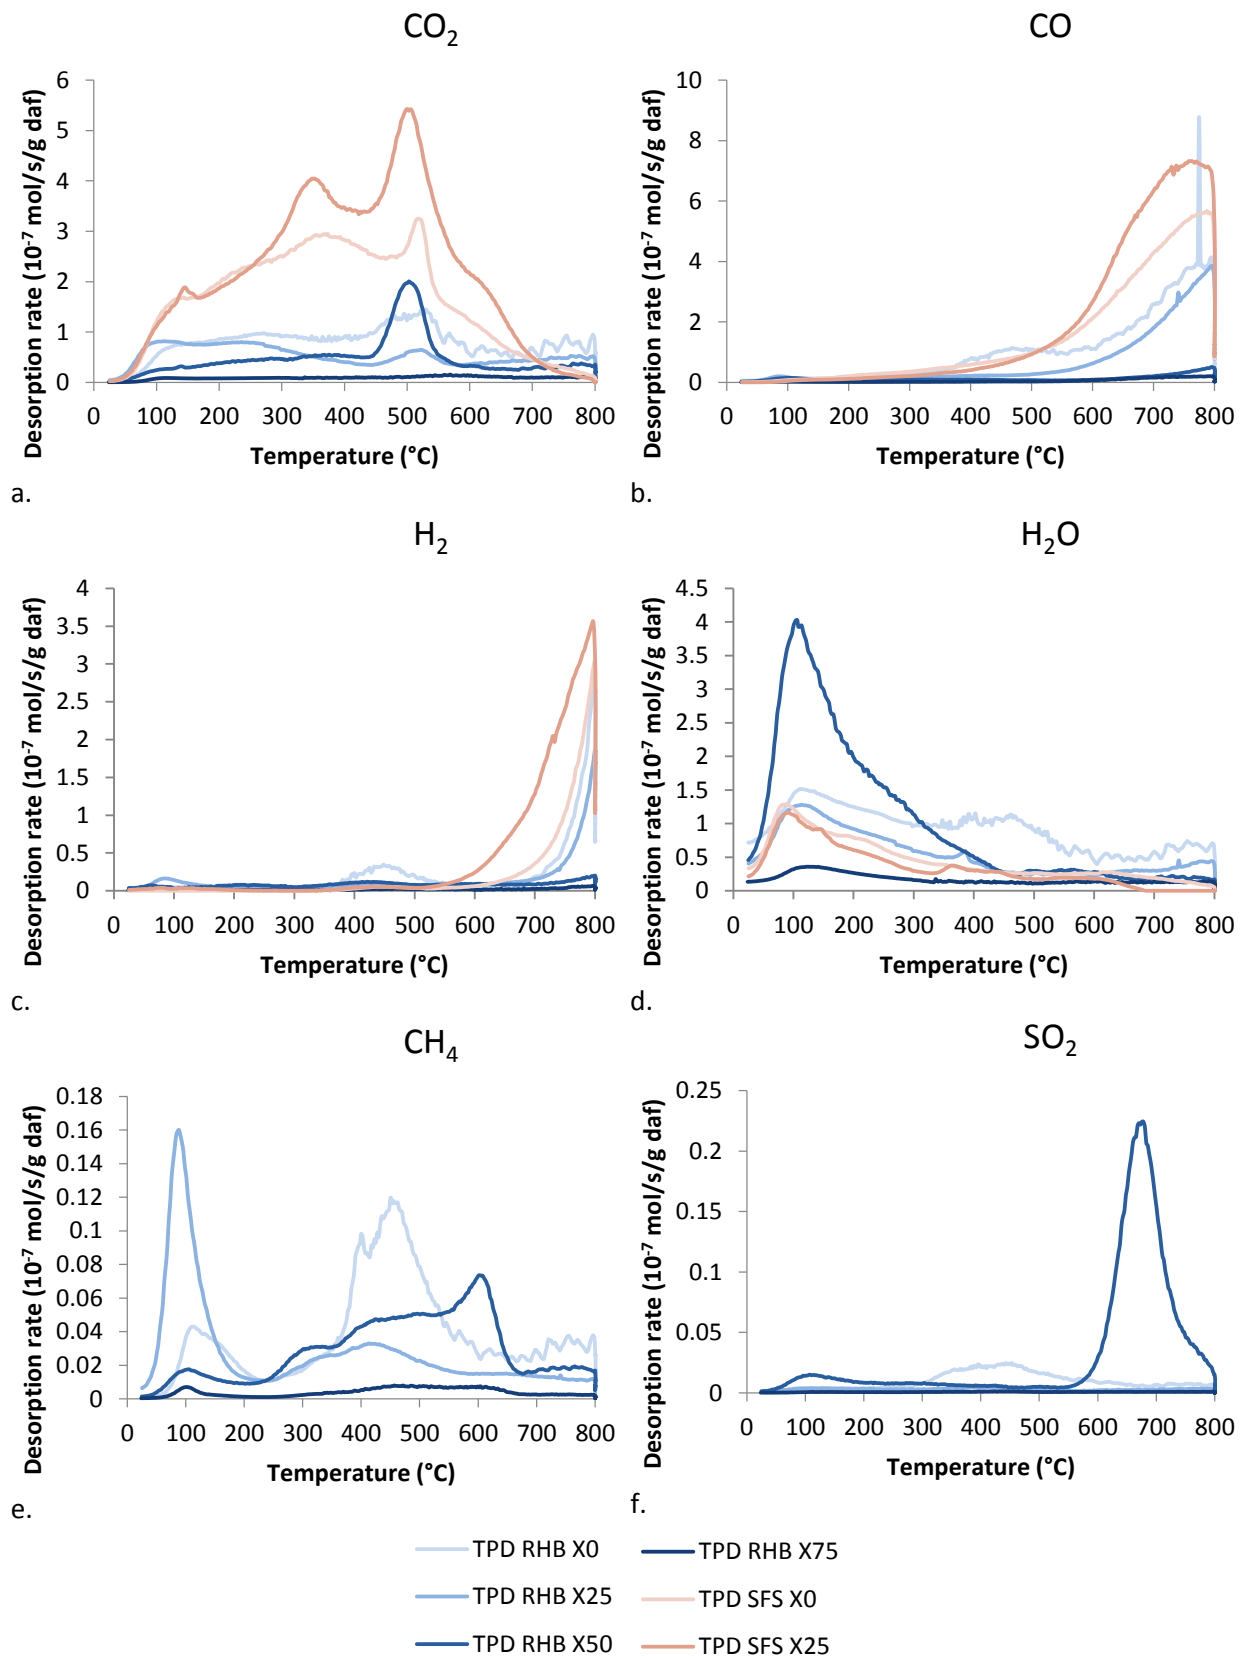 CO2
Desorption rate (10-7 mol/s/g daf)
6
5
4
3
2
1
0
0 100 200 300 400 500 600 700 800
Temperature (°C)
a.
CO
Desorption rate (10-7 mol/s/g daf)
10
8
6
4
2
0
0 100 200 300 400 500 600 700 800
Temperature (°C)
b.
H2
Desorption rate (10-7 mol/s/g daf)
4
3.5
3
2.5
2
1.5
1
0.5
0
0 100 200 300 400 500 600 700 800
Temperature (°C)
c.
H2O
Desorption rate (10-7 mol/s/g daf)
4.5
4
3.5
3
2.5
2
1.5
1
0.5
0
0 100 200 300 400 500 600 700 800
Temperature (°C)
d.
CH4
Desorption rate (10-7 mol/s/g daf)
0.18
0.16
0.14
0.12
0.1
0.08
0.06
0.04
0.02
0
0 100 200 300 400 500 600 700 800
Temperature (°C)
e.
SO2
Desorption rate (10-7 mol/s/g daf)
0.25
0.2
0.15
0.1
0.05
0
0 100 200 300 400 500 600 700 800
Temperature (°C)
f.
TPD RHB X0
TPD RHB X75
TPD RHB X25
TPD SFS X0
TPD RHB X50
TPD SFS X25